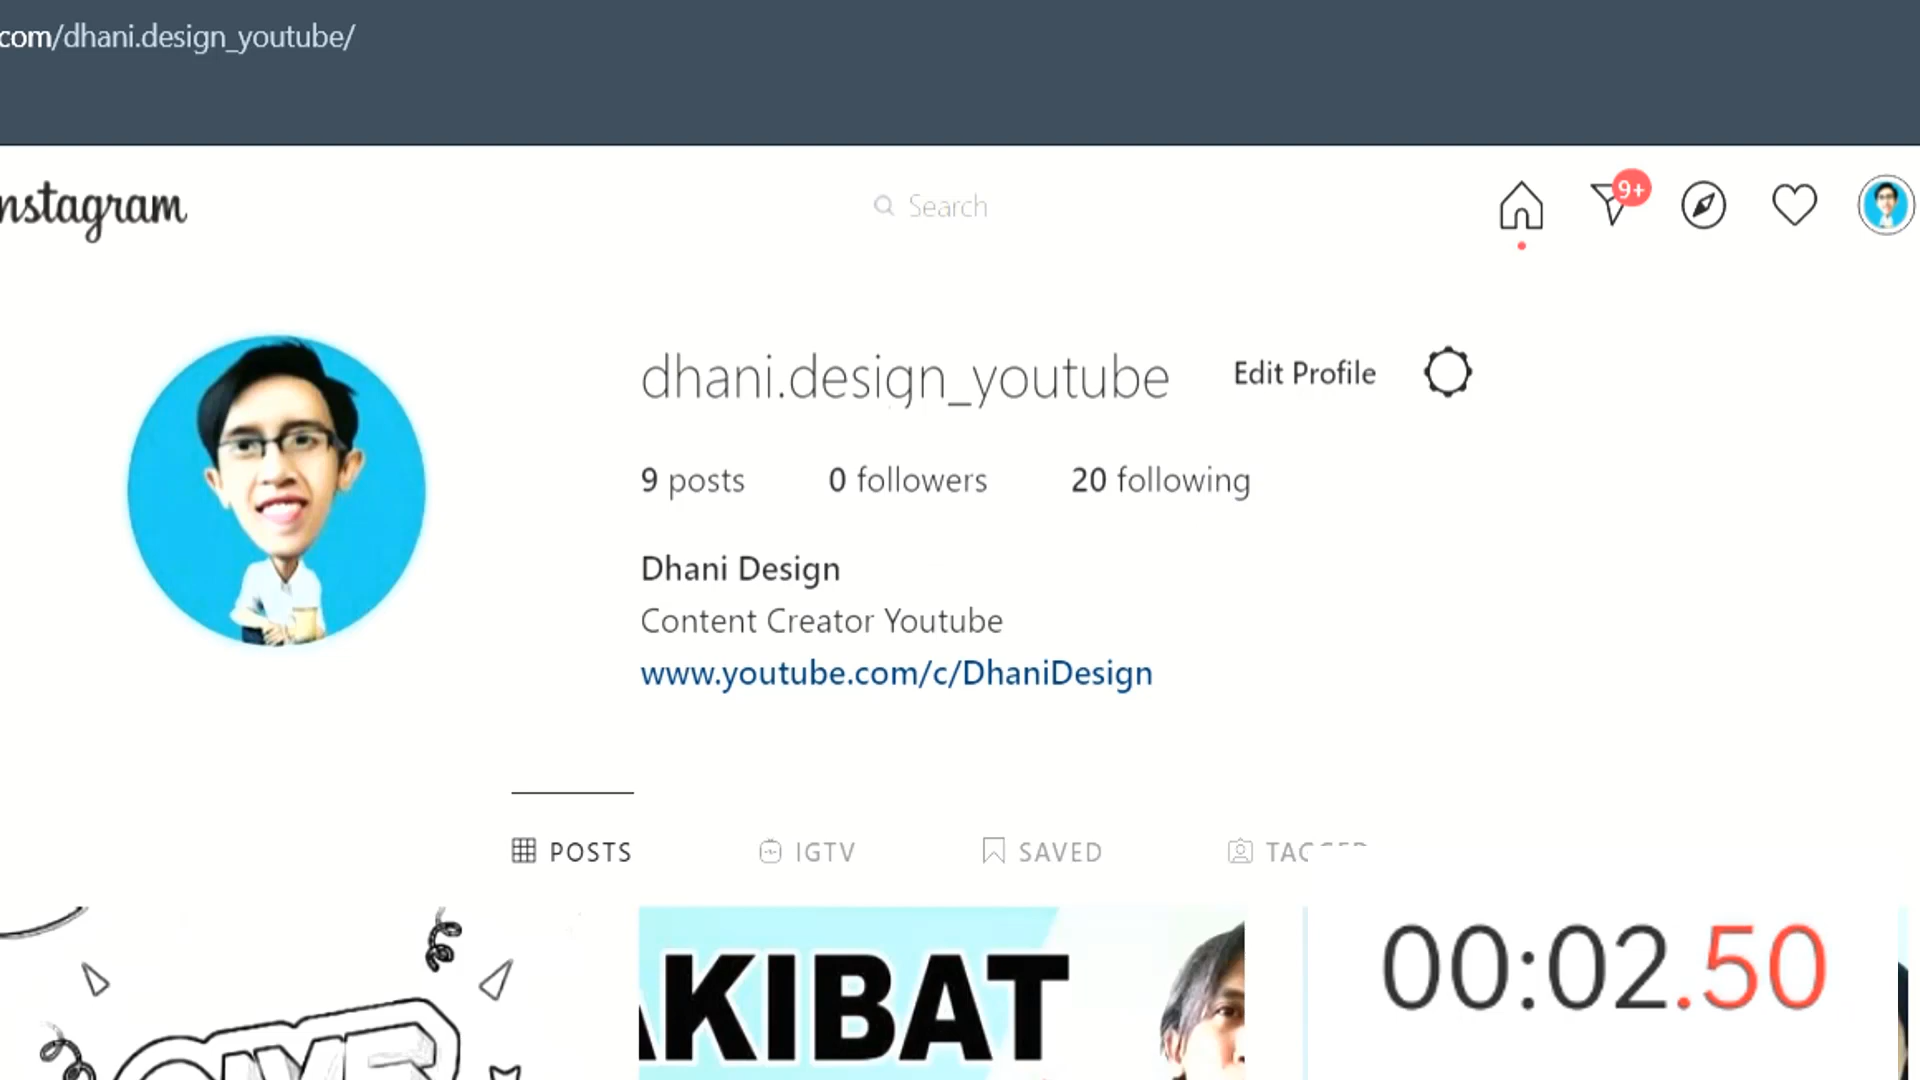 com/dhani.design_youtube/
nstagram
Search
9+
dhani.design_youtube
Edit Profile
9 posts
0 followers
20 following
Dhani Design
Content Creator Youtube
www.youtube.com/c/DhaniDesign
POSTS
IGTV
SAVED
AKIBAT
00:02.50